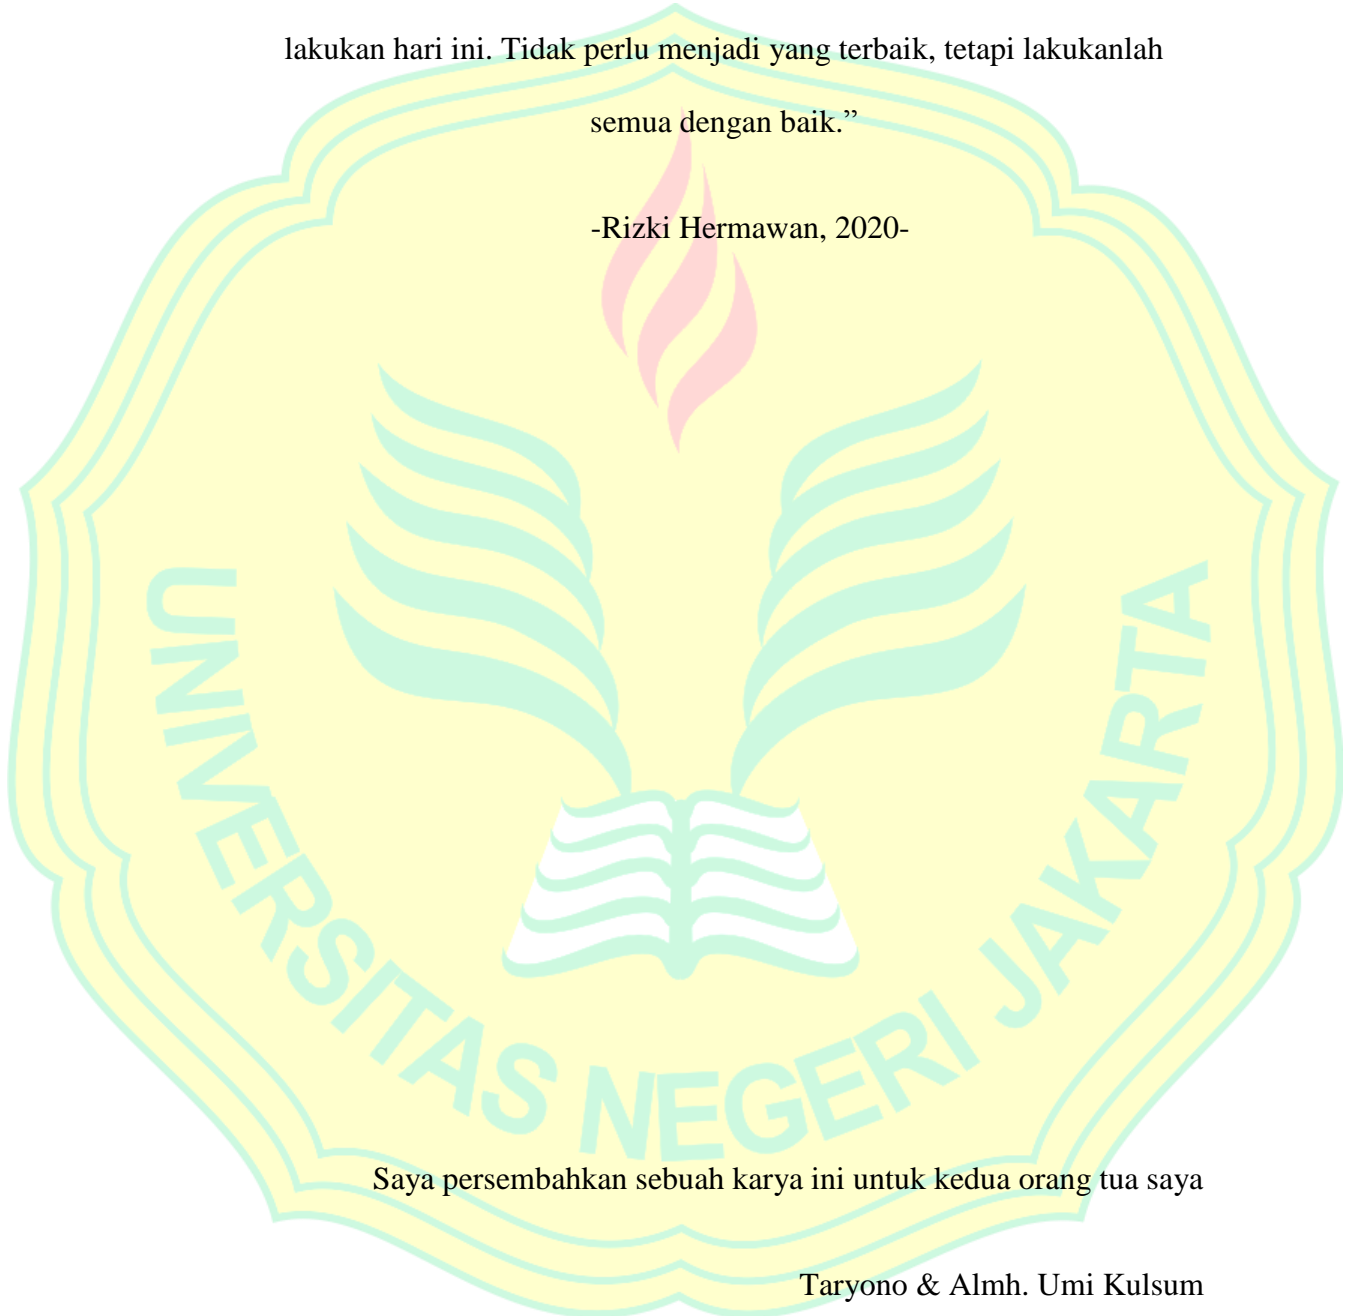 lakukan hari ini. Tidak perlu menjadi yang terbaik, tetapi lakukanlah
semua dengan baik.”
-Rizki Hermawan, 2020-
UNIVERSITAS NEGERI JAKARTA
Saya persembahkan sebuah karya ini untuk kedua orang tua saya
Taryono & Almh. Umi Kulsum